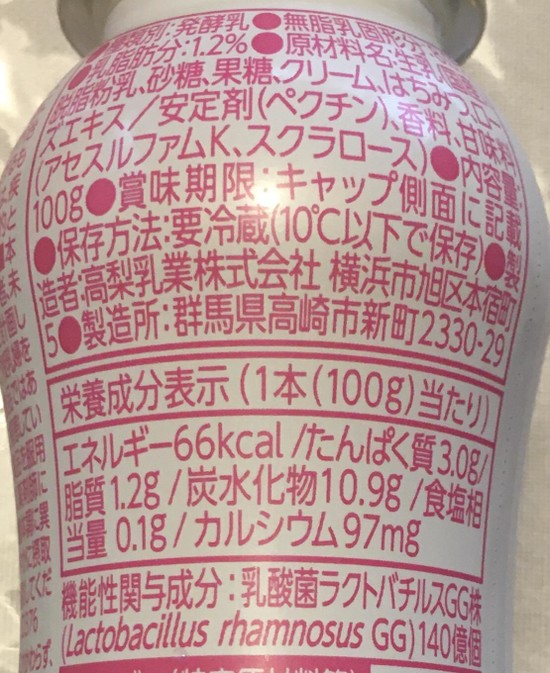 種類別:発酵乳●無脂乳固形分
●乳脂肪分:1.2%●原材料名:生乳
脱脂粉乳、砂糖、果糖、クリーム、はちみつ、ロー
ズエキス/安定剤(ペクチン)、香料、甘味料
(アセスルファムK、スクラロース)●内容量:
100g●賞味期限:キャップ側面に記載
●保存方法:要冷蔵(10℃以下で保存)●製
造者:高梨乳業株式会社 横浜市旭区本宿町
5●製造所:群馬県高崎市新町2330-29
栄養成分表示(1本(100g)当たり)
エネルギー66kcal/たんぱく質3.0g/
脂質1.2g/炭水化物10.9g/食塩相
当量 0.1g/カルシウム97mg
機能性関与成分:乳酸菌ラクトバチルスGG株
(Lactobacillus rhamnosus GG)140億個